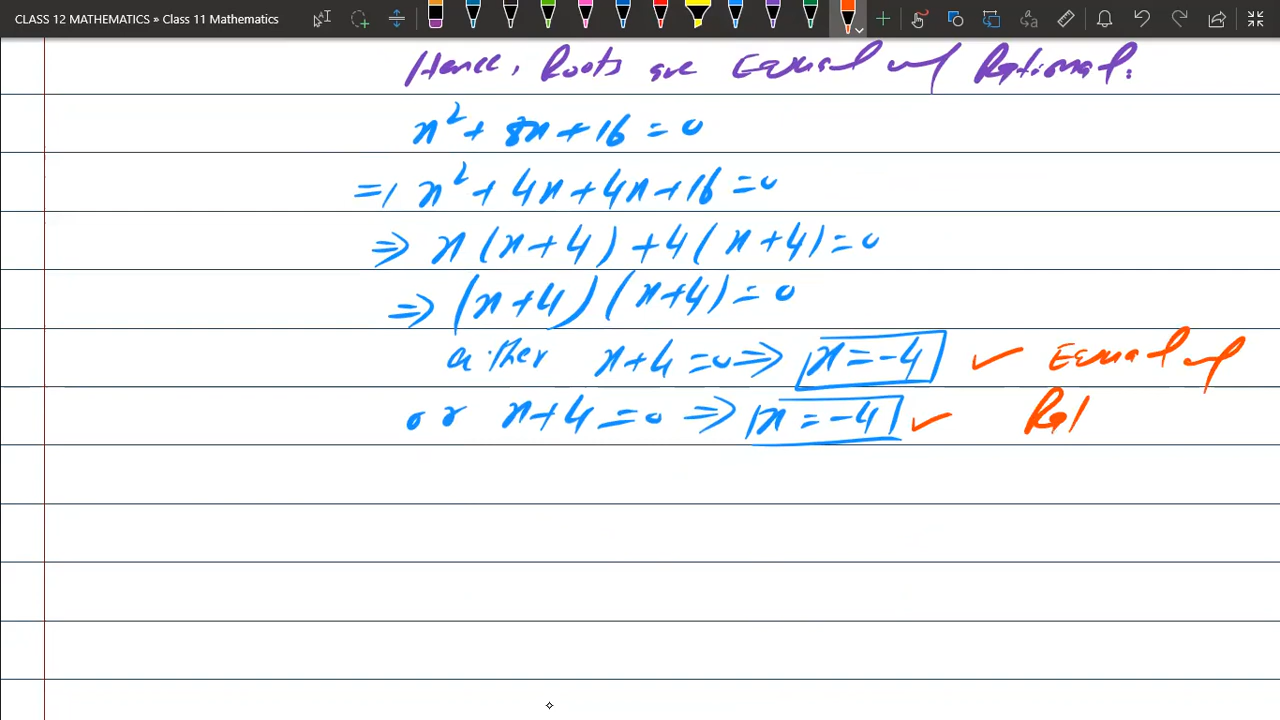 CLASS 12 MATHEMATICS » Class 11 Mathematics
Hence, Roots are Equal and Rational.
x² + 8x + 16 = 0
⇒ x² + 4x + 4x + 16 = 0
⇒ x(x+4) + 4(x+4) = 0
⇒ (x+4)(x+4) = 0
either x+4=0 ⇒ x = -4 ✓ Equal and
or x+4=0 ⇒ x = -4 ✓ Rat